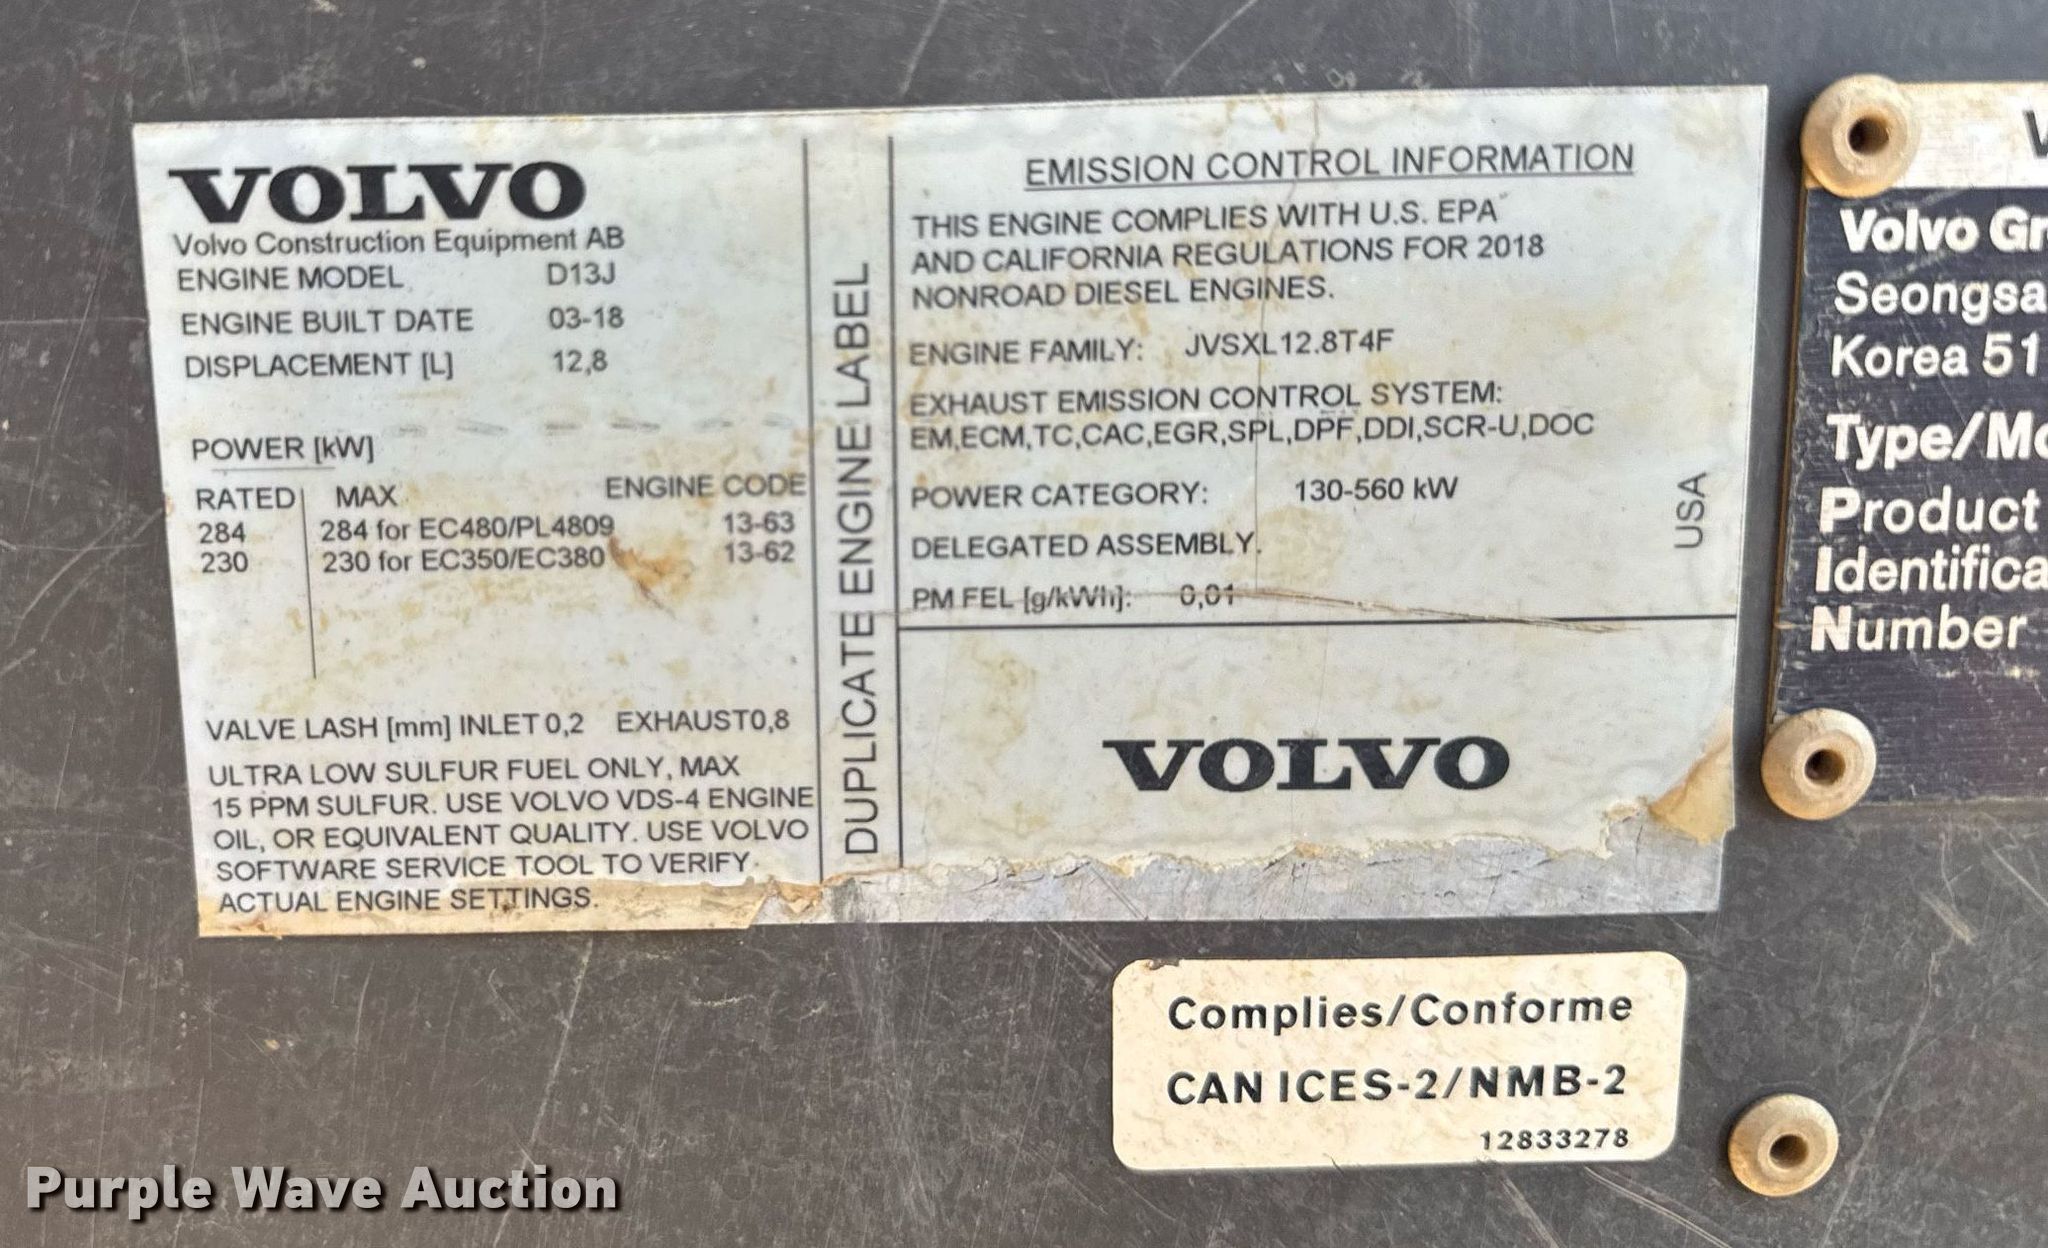 VOLVO
Volvo Construction Equipment AB
ENGINE MODEL D13J
ENGINE BUILT DATE 03-18
DISPLACEMENT [L] 12,8
POWER [kW]
RATED MAX ENGINE CODE
284 284 for EC480/PL4809 13-63
230 230 for EC350/EC380 13-62
VALVE LASH [mm] INLET 0,2 EXHAUST0,8
ULTRA LOW SULFUR FUEL ONLY, MAX
15 PPM SULFUR. USE VOLVO VDS-4 ENGINE
OIL, OR EQUIVALENT QUALITY. USE VOLVO
SOFTWARE SERVICE TOOL TO VERIFY
ACTUAL ENGINE SETTINGS.
DUPLICATE ENGINE LABEL
EMISSION CONTROL INFORMATION
THIS ENGINE COMPLIES WITH U.S. EPA
AND CALIFORNIA REGULATIONS FOR 2018
NONROAD DIESEL ENGINES.
ENGINE FAMILY: JVSXL12.8T4F
EXHAUST EMISSION CONTROL SYSTEM:
EM,ECM,TC,CAC,EGR,SPL,DPF,DDI,SCR-U,DOC
POWER CATEGORY: 130-560 kW
DELEGATED ASSEMBLY.
PM FEL [g/kWh]: 0,01
USA
VOLVO
Complies/Conforme
CAN ICES-2/NMB-2
12833278
Volvo Gr
Seongsa
Korea 51
Type/Mo
Product
Identifica
Number
Purple Wave Auction